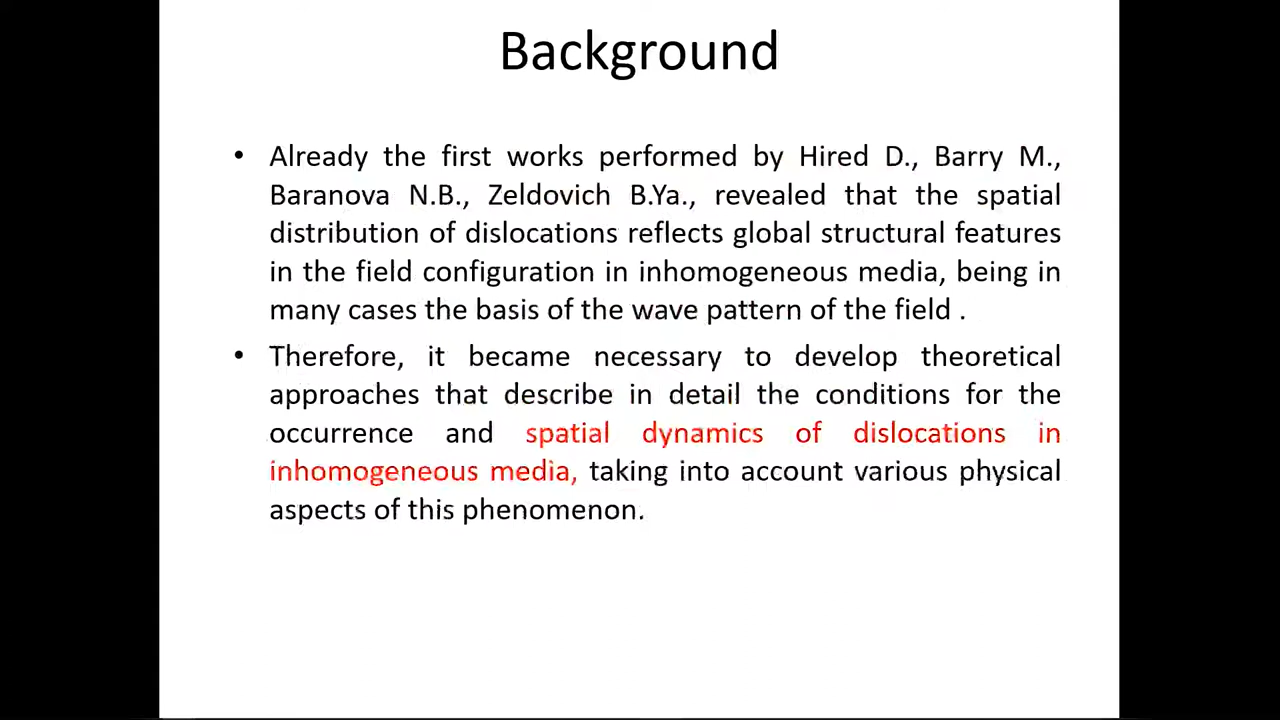 Background
• Already the first works performed by Hired D., Barry M.,
Baranova N.B., Zeldovich B.Ya., revealed that the spatial
distribution of dislocations reflects global structural features
in the field configuration in inhomogeneous media, being in
many cases the basis of the wave pattern of the field .
• Therefore, it became necessary to develop theoretical
approaches that describe in detail the conditions for the
occurrence and spatial dynamics of dislocations in
inhomogeneous media, taking into account various physical
aspects of this phenomenon.